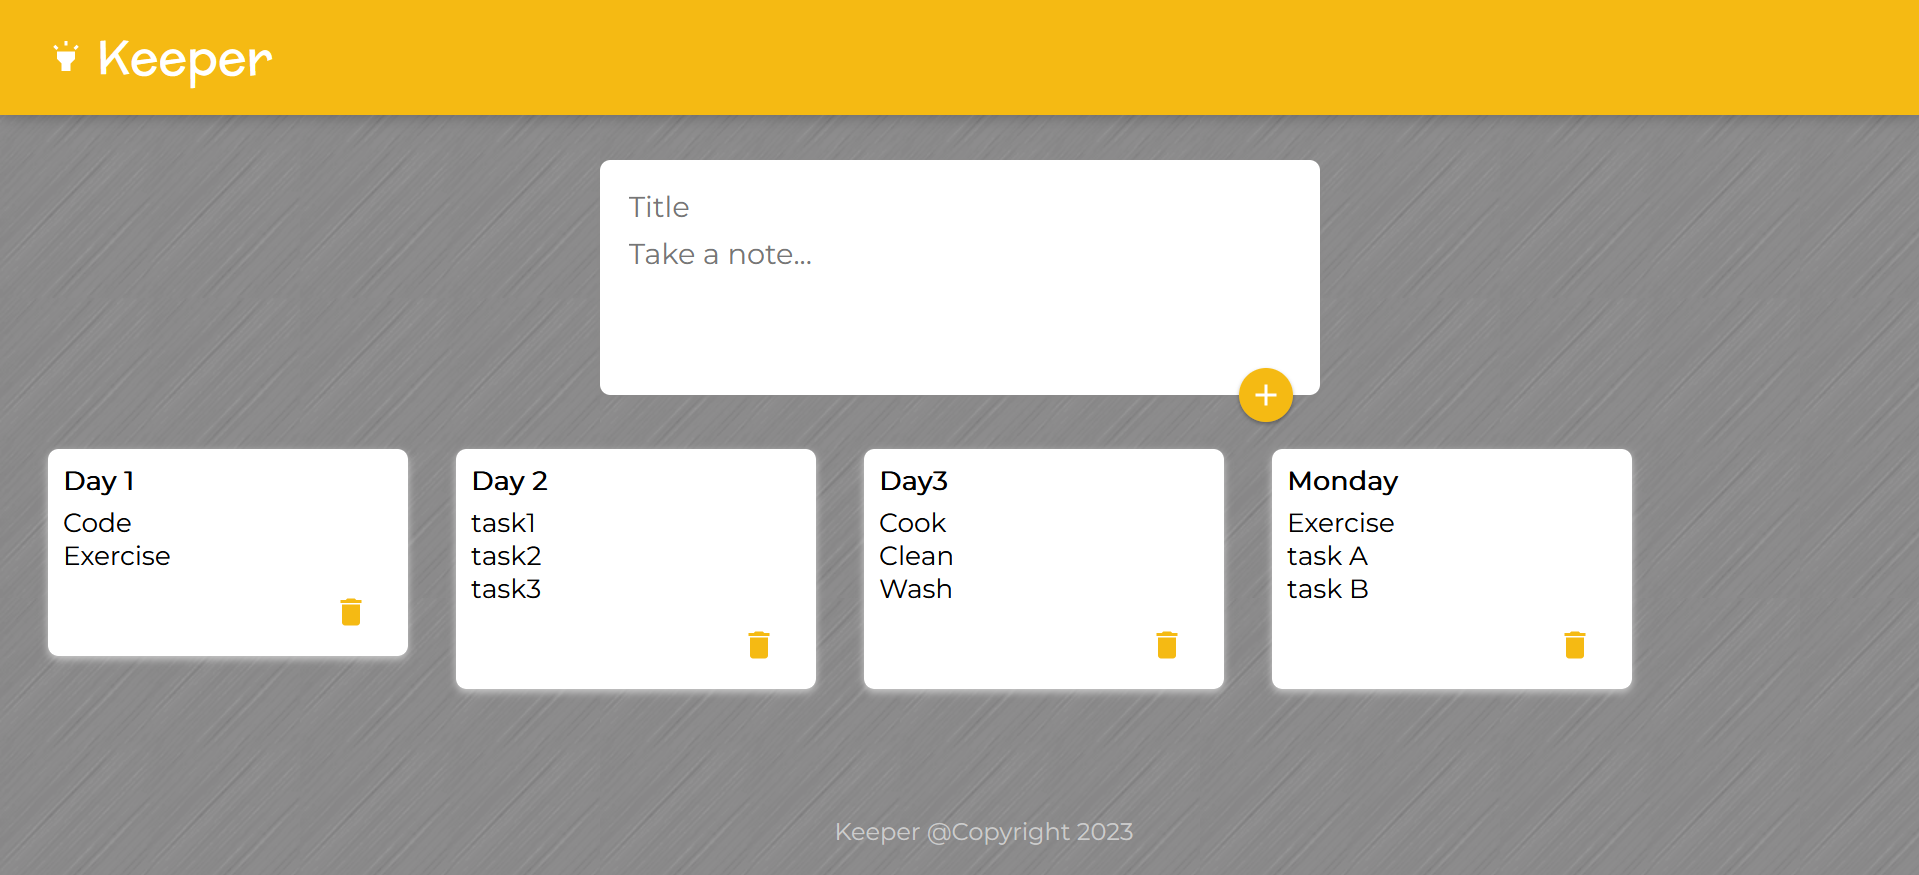 Keeper
Title
Take a note...
Day 1
Code
Exercise
Day 2
task1
task2
task3
Day3
Cook
Clean
Wash
Monday
Exercise
task A
task B
Keeper @Copyright 2023